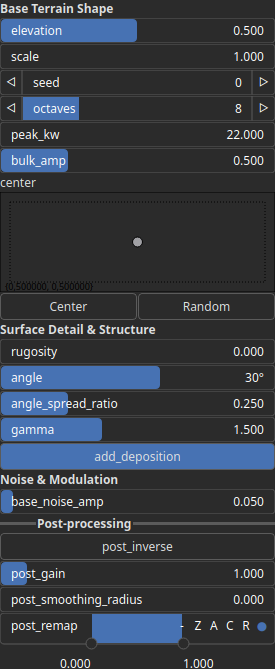 Base Terrain Shape
elevation 0.500
scale 1.000
seed 0
octaves 8
peak_kw 22.000
bulk_amp 0.500
center
(0.500000, 0.500000)
Center Random
Surface Detail & Structure
rugosity 0.000
angle 30°
angle_spread_ratio 0.250
gamma 1.500
add_deposition
Noise & Modulation
base_noise_amp 0.050
Post-processing
post_inverse
post_gain 1.000
post_smoothing_radius 0.000
post_remap - Z A C R
0.000 1.000